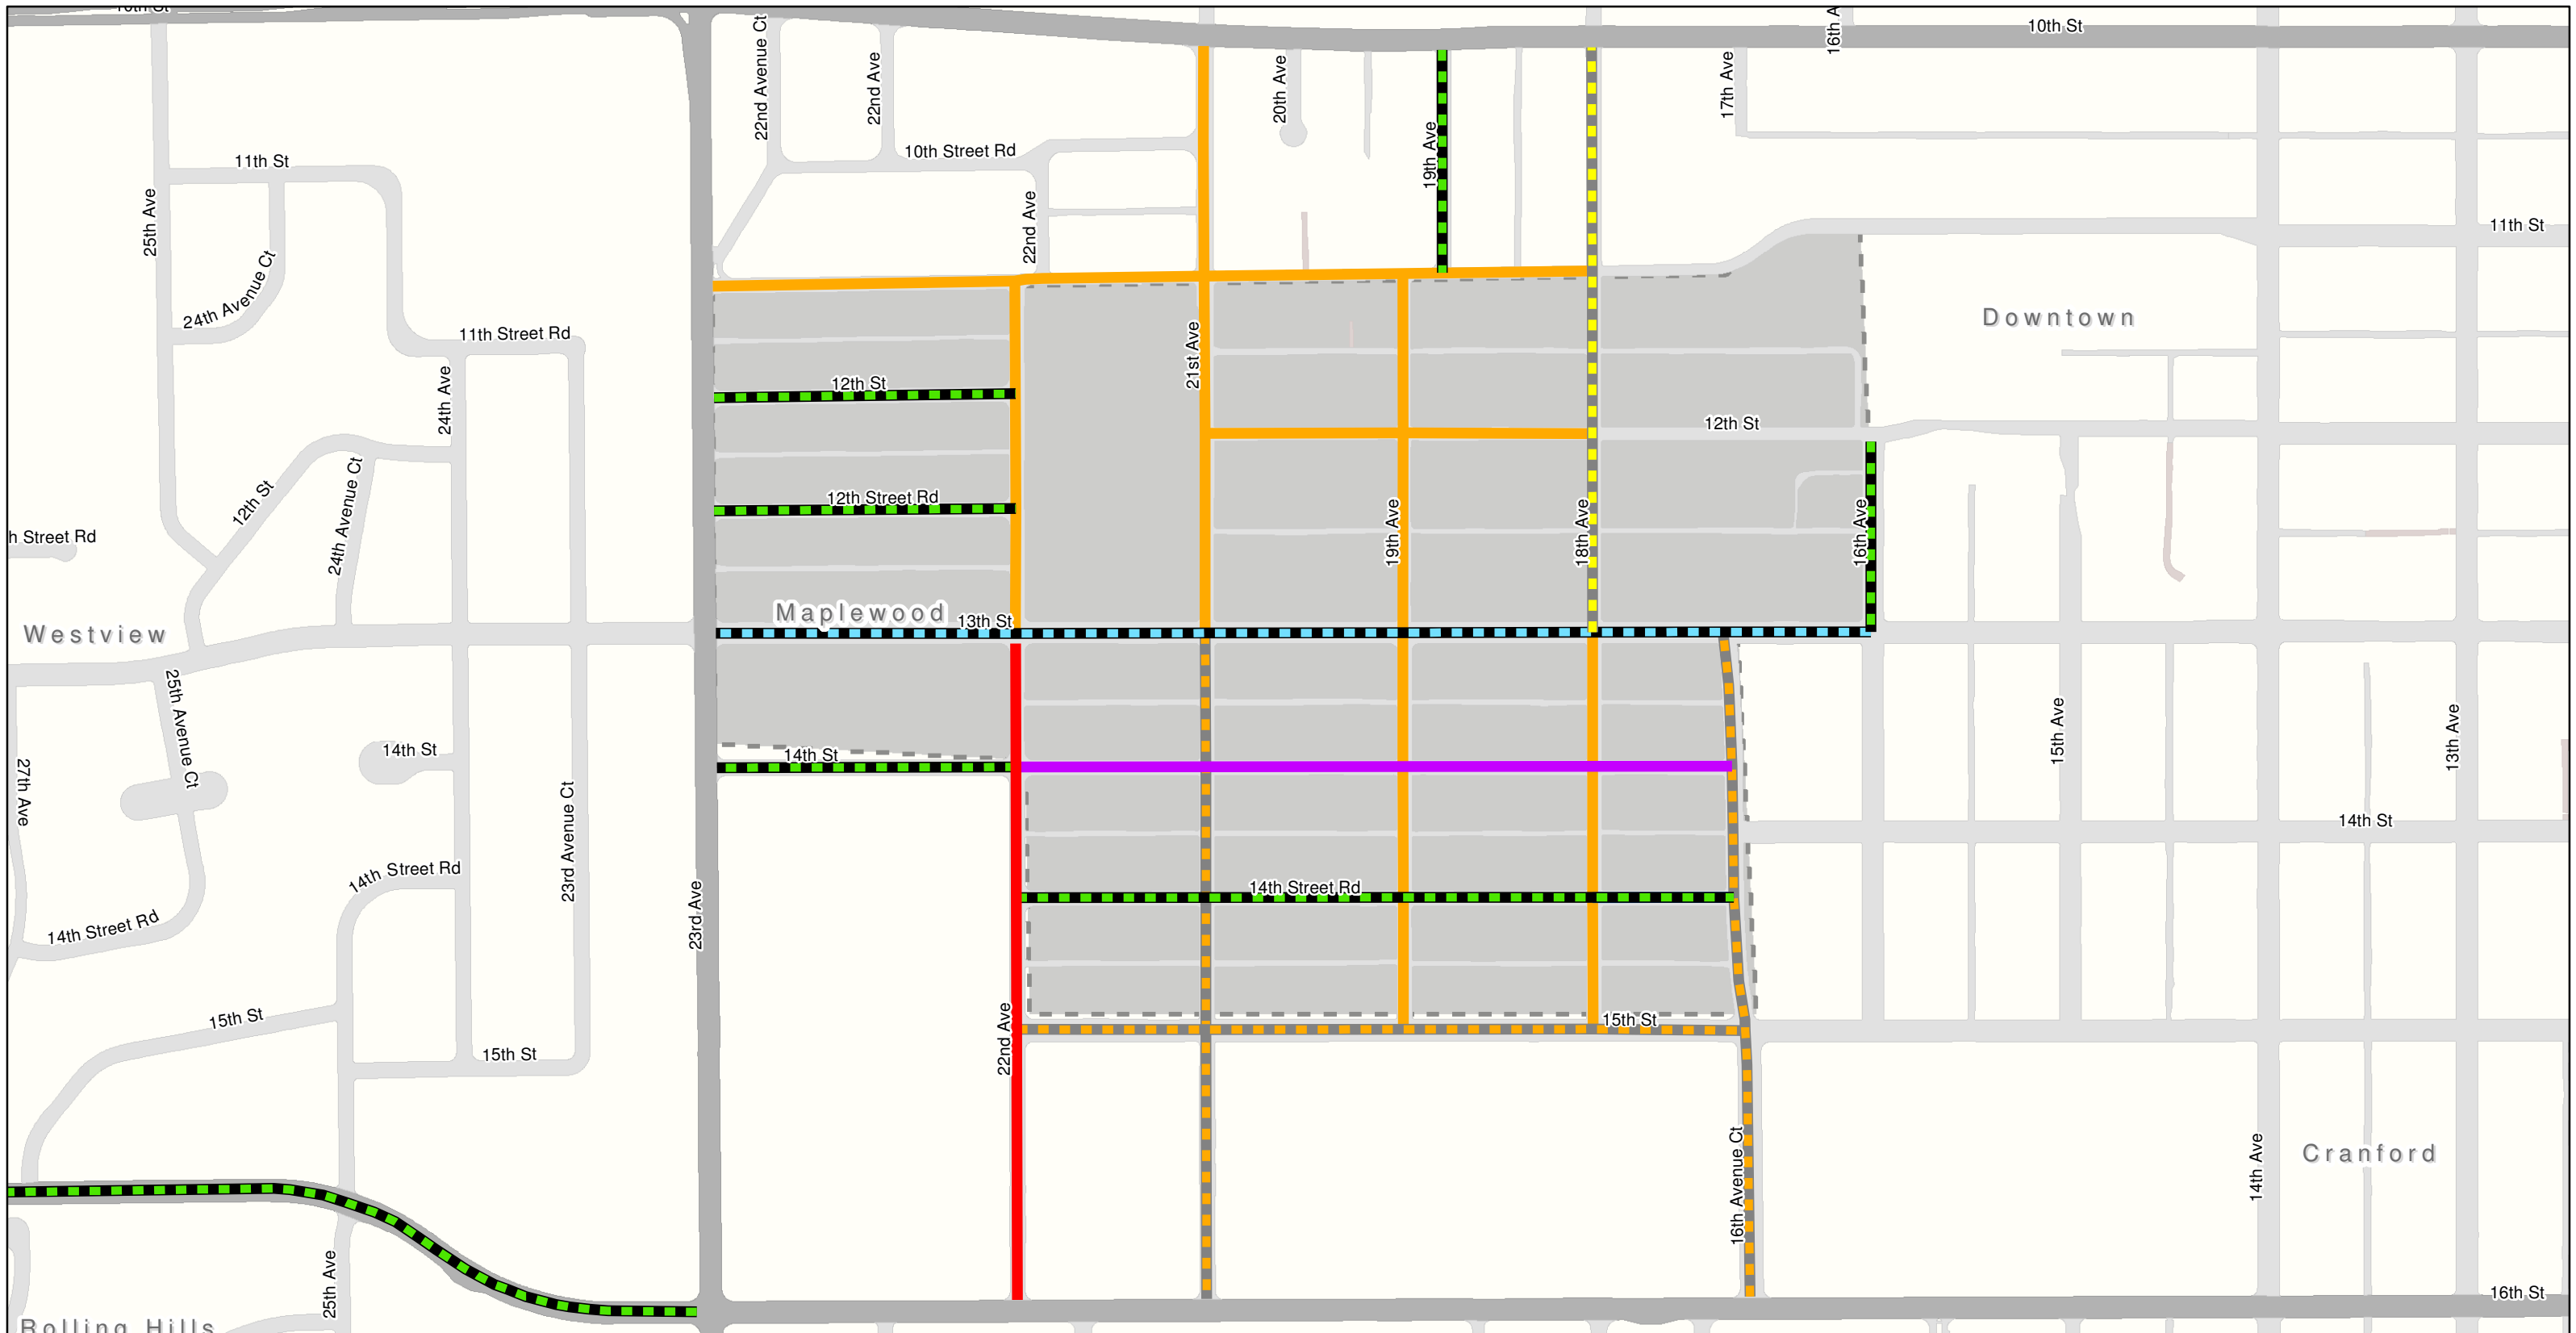 10th St
16th A
10th St
22nd Avenue Ct
22nd Ave
20th Ave
17th Ave
19th Ave
10th Street Rd
11th St
25th Ave
22nd Ave
11th St
24th Avenue Ct
Downtown
11th Street Rd
21st Ave
24th Ave
12th St
12th St
12th Street Rd
12th St
24th Avenue Ct
19th Ave
18th Ave
16th Ave
h Street Rd
Maplewood
13th St
Westview
25th Avenue Ct
14th St
14th St
15th Ave
13th Ave
27th Ave
23rd Avenue Ct
14th St
14th Street Rd
14th Street Rd
14th Street Rd
23rd Ave
15th St
15th St
22nd Ave
15th St
16th Avenue Ct
14th Ave
Cranford
25th Ave
16th St
Rolling Hills